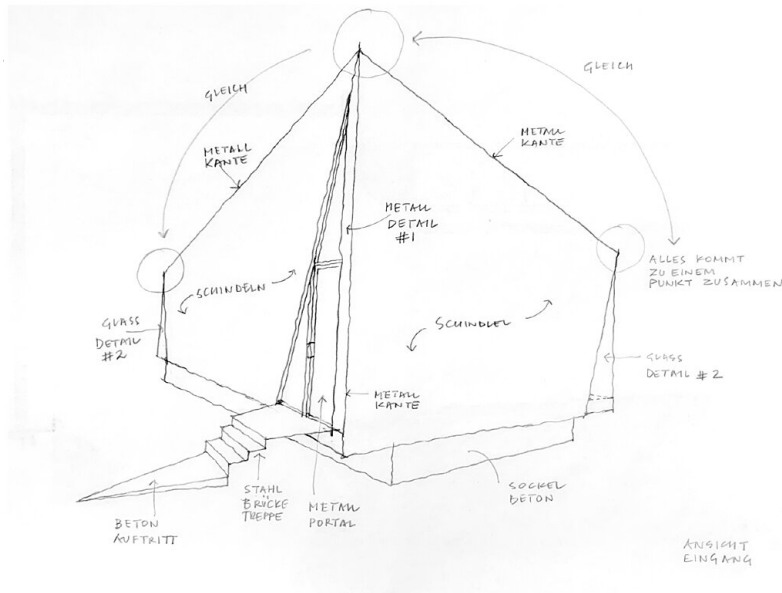 GLEICH
GLEICH
METALL
KANTE
METALL
KANTE
METALL
DETAIL
#1
ALLES KOMMT
ZU EINEM
PUNKT ZUSAMMEN
SCHINDELN
SCHINDEL
GLASS
DETAIL
#2
GLASS
DETAIL #2
METALL
KANTE
BETON
AUFTRITT
STAHL
BRÜCKE
TREPPE
METALL
PORTAL
SOCKEL
BETON
ANSICHT
EINGANG